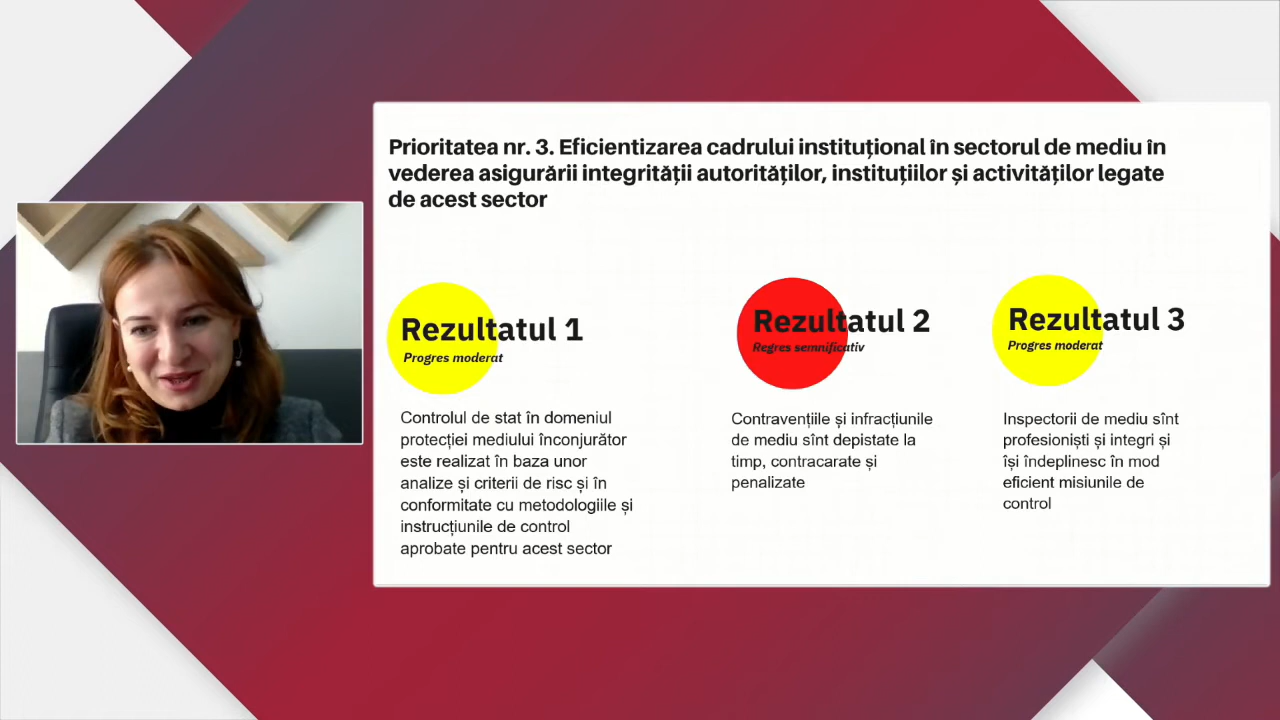 Prioritatea nr. 3. Eficientizarea cadrului instituțional în sectorul de mediu în
vederea asigurării integrității autorităților, instituțiilor și activităților legate
de acest sector
Rezultatul 1
Progres moderat
Controlul de stat în domeniul
protecției mediului înconjurător
este realizat în baza unor
analize și criterii de risc și în
conformitate cu metodologiile și
instrucțiunile de control
aprobate pentru acest sector
Rezultatul 2
Regres semnificativ
Contravențiile și infracțiunile
de mediu sînt depistate la
timp, contracarate și
penalizate
Rezultatul 3
Progres moderat
Inspectorii de mediu sînt
profesioniști și integri și
își îndeplinesc în mod
eficient misiunile de
control